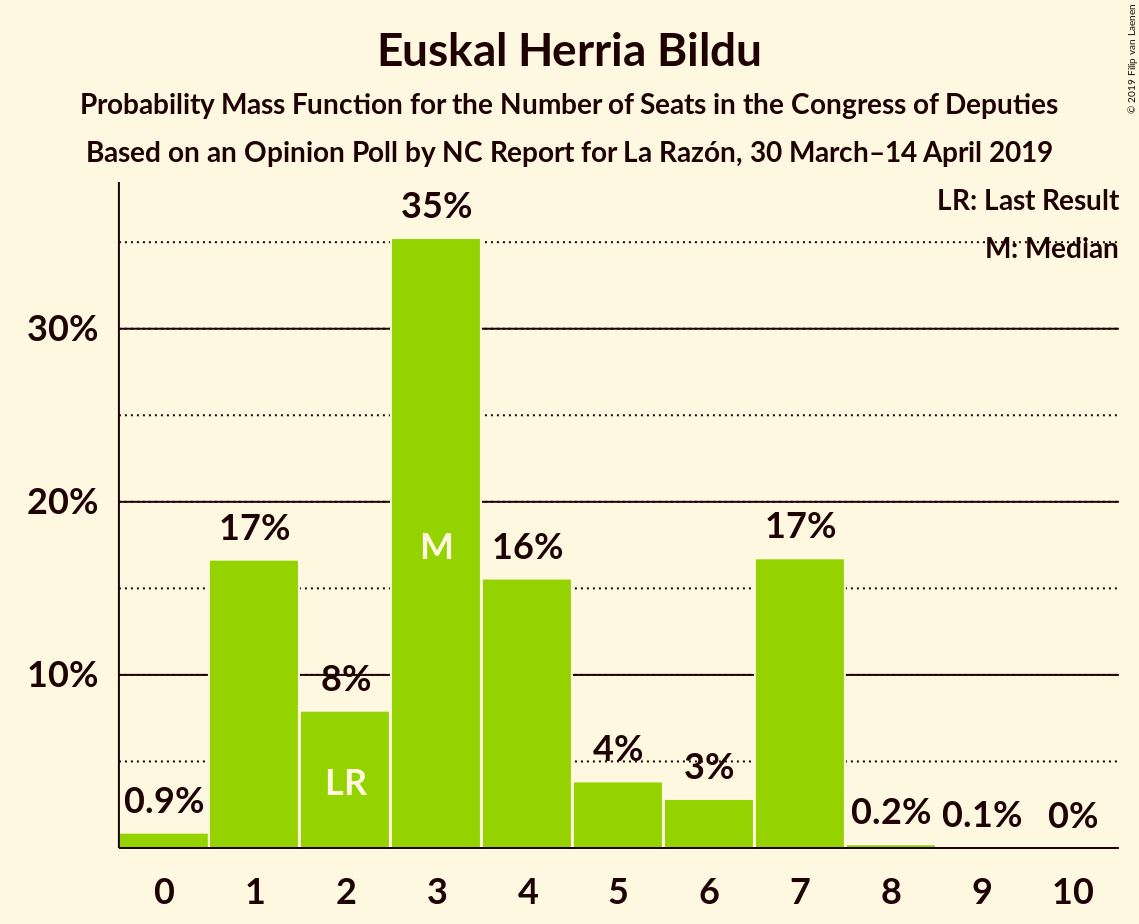 © 2019 Filip van Laenen
Euskal Herria Bildu
Probability Mass Function for the Number of Seats in the Congress of Deputies
Based on an Opinion Poll by NC Report for La Razón, 30 March–14 April 2019
LR: Last Result
M: Median
30%
20%
10%
0.9%
17%
8%
35%
16%
4%
3%
17%
0.2%
0.1%
0%
LR
M
0 1 2 3 4 5 6 7 8 9 10